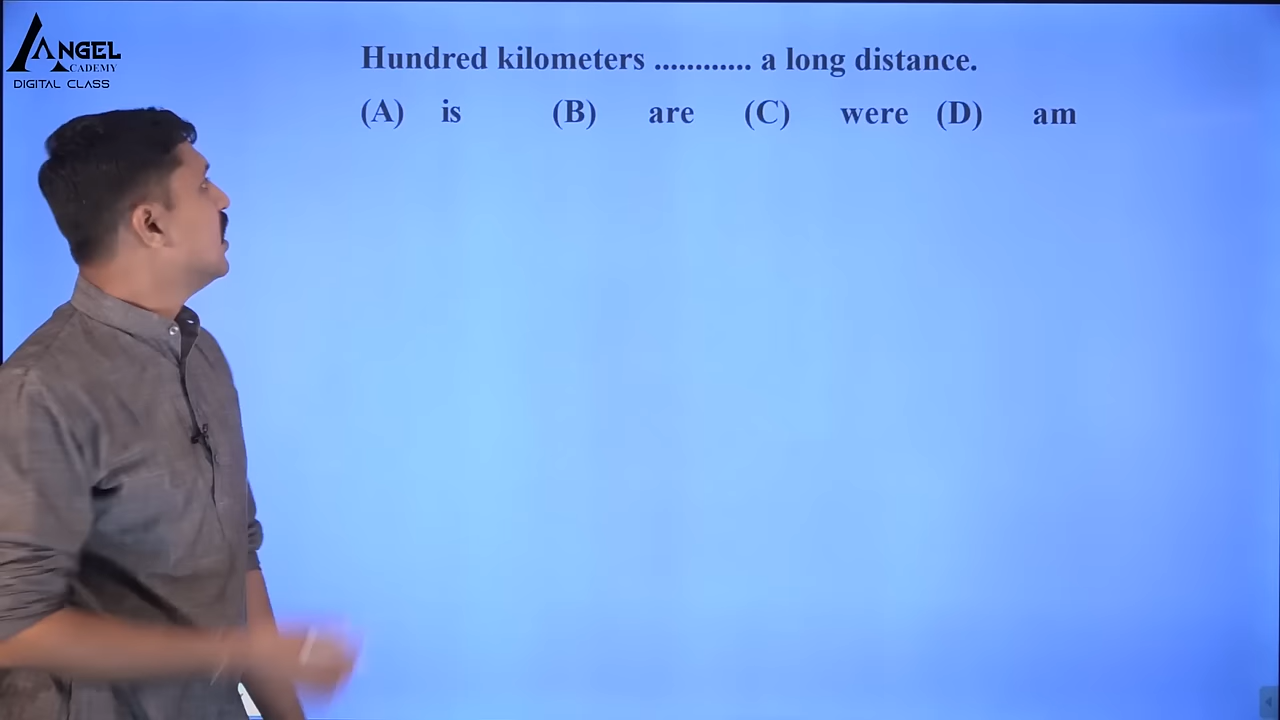 ANGEL
ACADEMY
DIGITAL CLASS
Hundred kilometers ............ a long distance.
(A) is (B) are (C) were (D) am